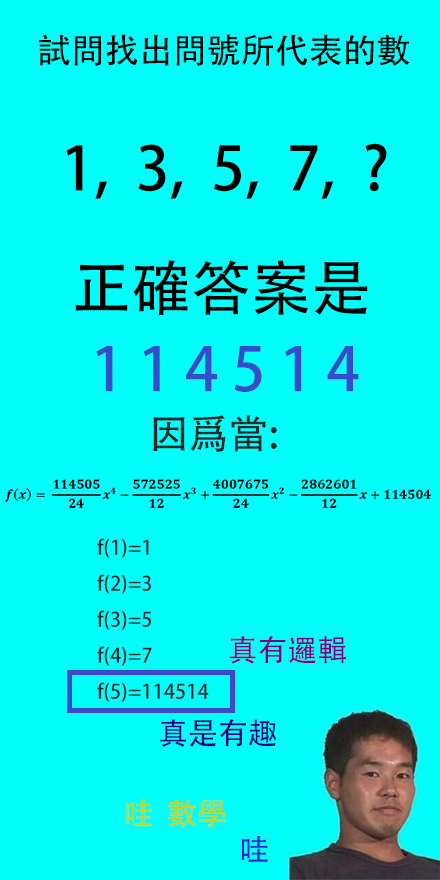 試問找出問號所代表的數
1, 3, 5, 7, ?
正確答案是
114514
因爲當:
f(x) = 114505/24 x⁴ − 572525/12 x³ + 4007675/24 x² − 2862601/12 x + 114504
f(1)=1
f(2)=3
f(3)=5
f(4)=7
真有邏輯
f(5)=114514
真是有趣
哇 數學
哇